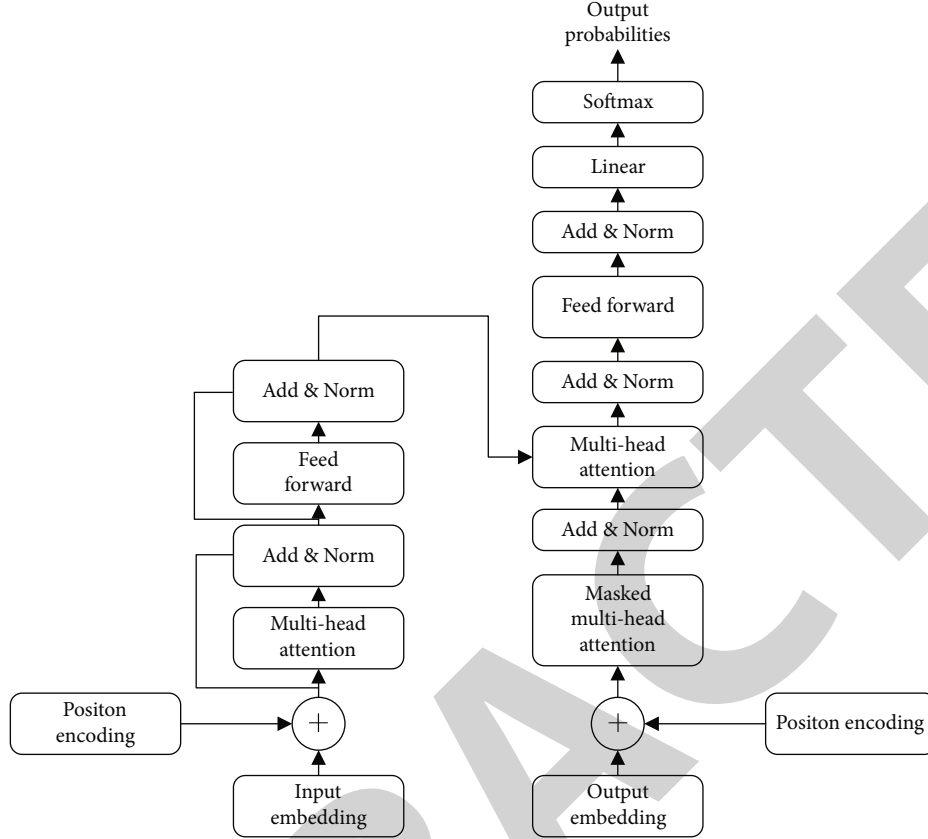 Output
probabilities
Softmax
Linear
Add & Norm
Feed forward
Add & Norm
Multi-head
attention
Add & Norm
Masked
multi-head
attention
Positon encoding
Output
embedding
Add & Norm
Feed
forward
Add & Norm
Multi-head
attention
Positon
encoding
Input
embedding
+
+